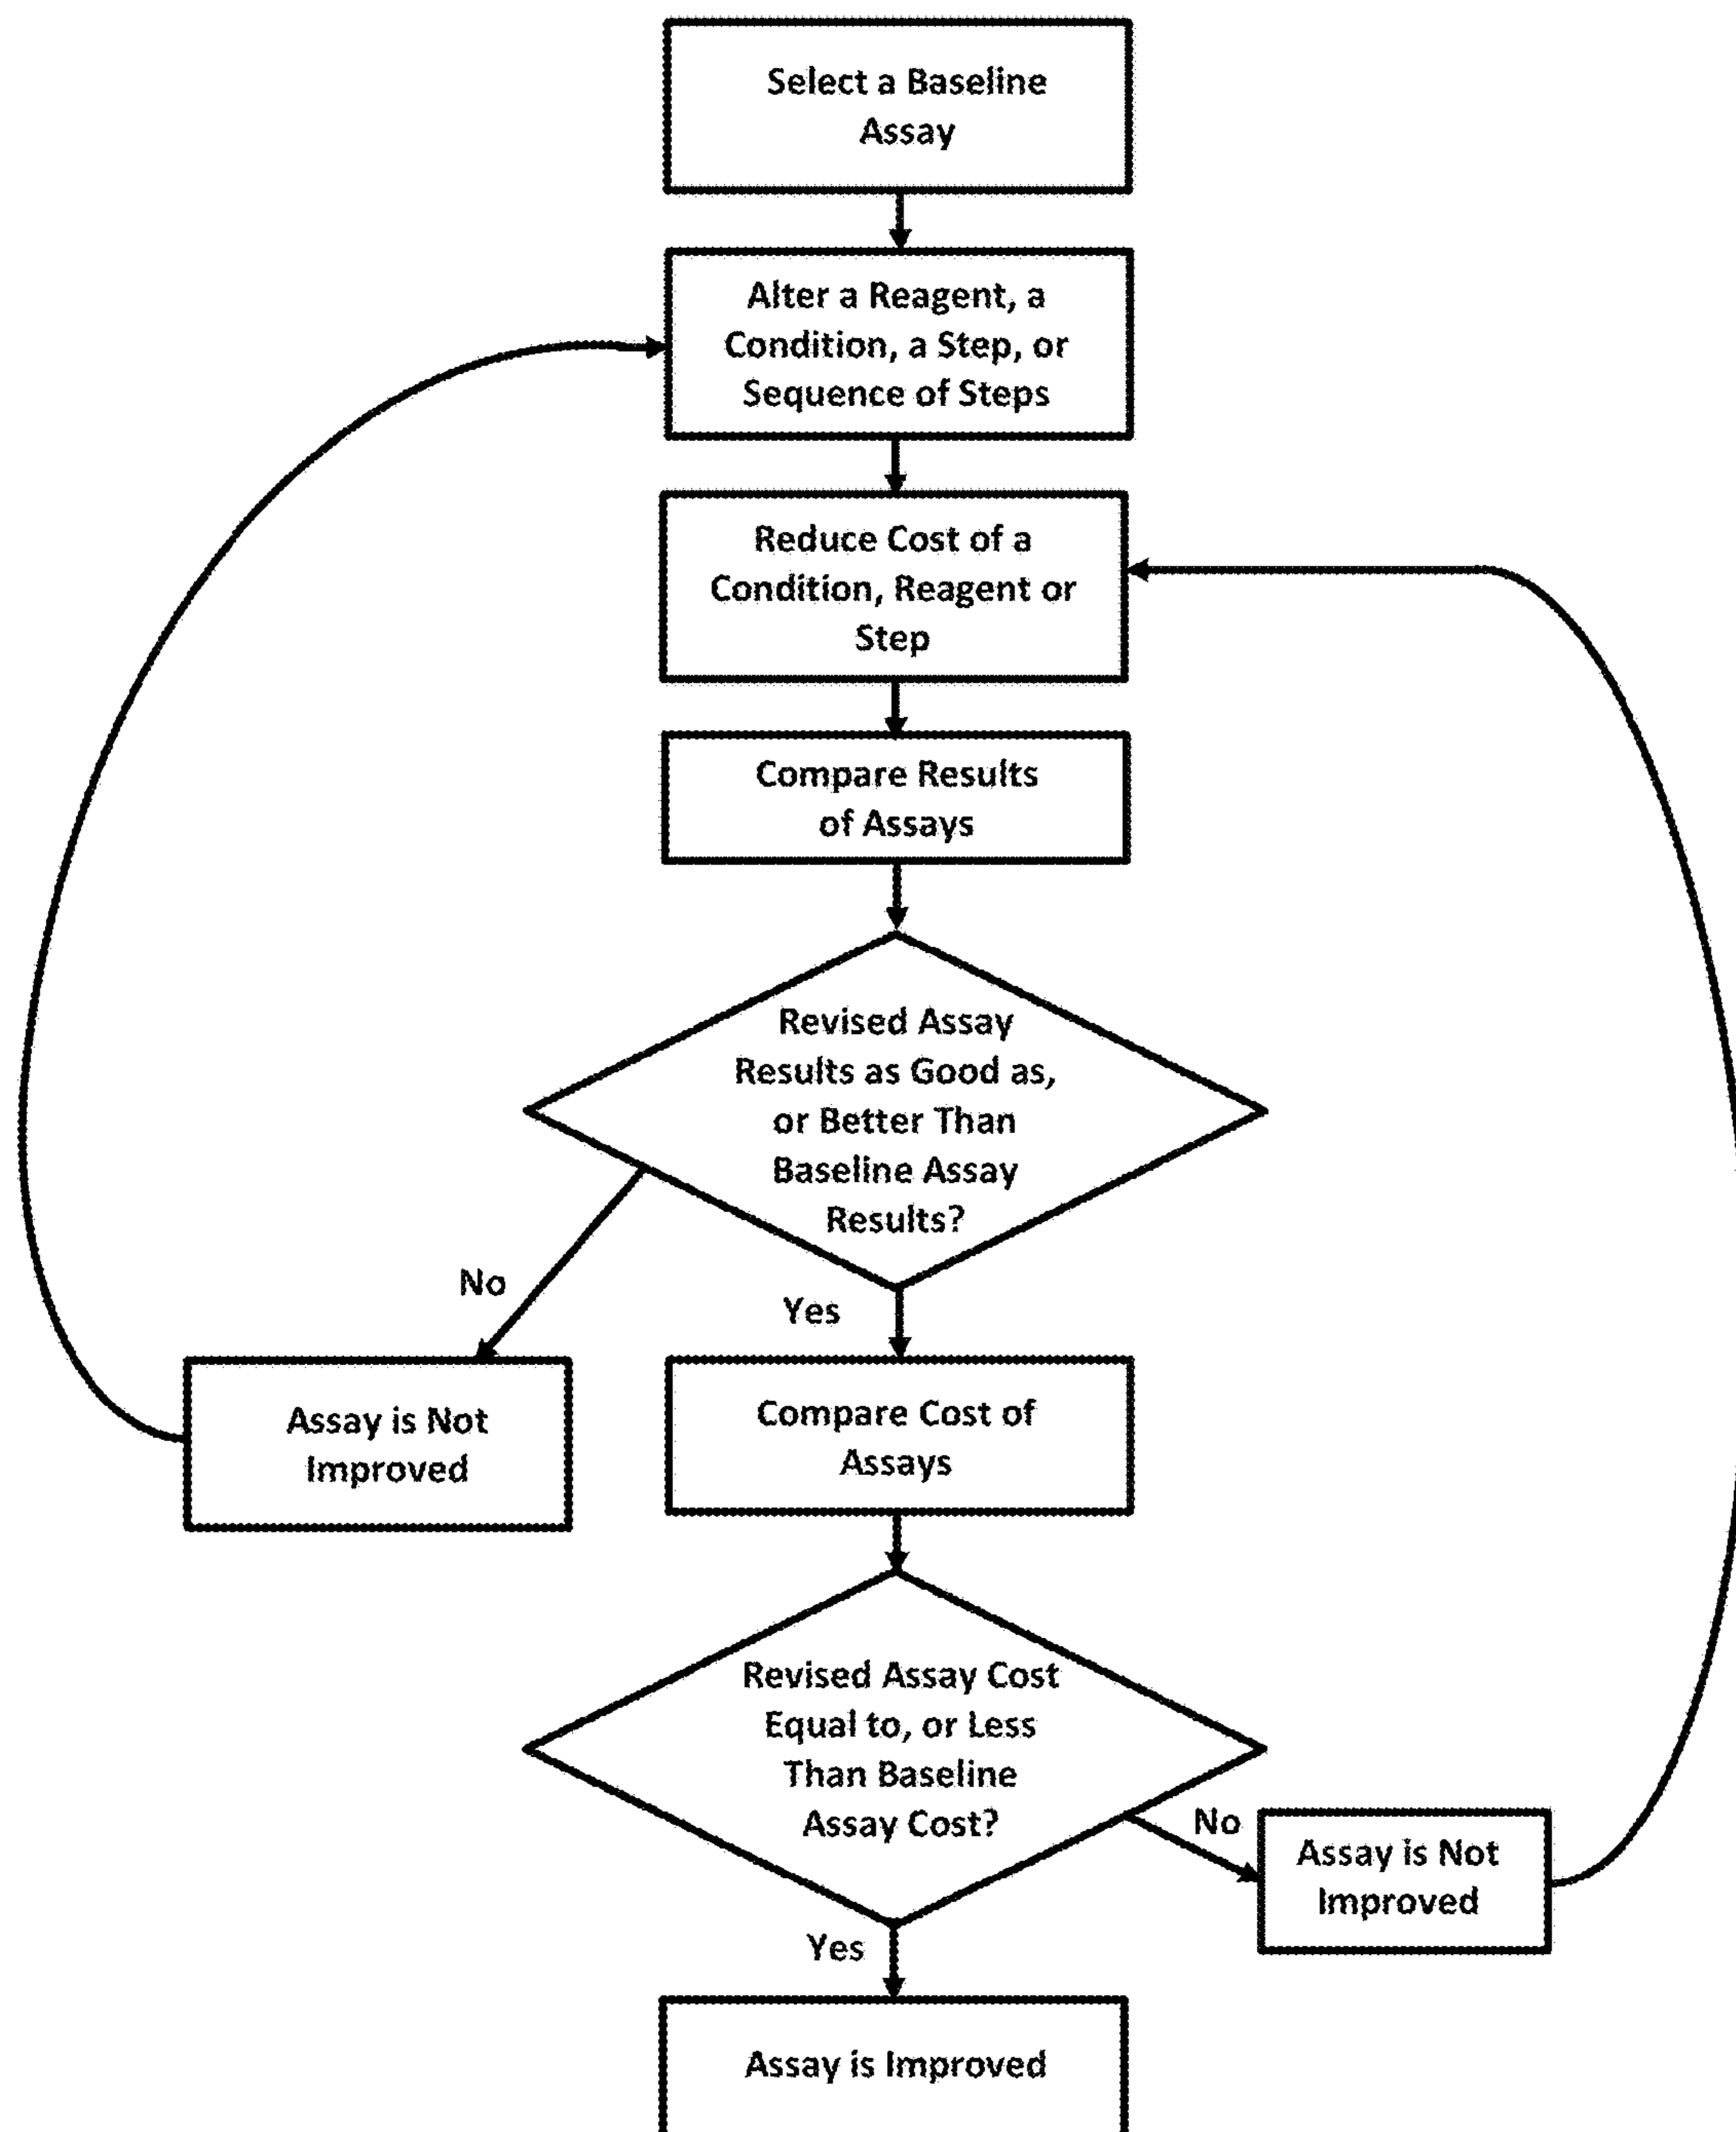 Select a Baseline
Assay
Alter a Reagent, a
Condition, a Step, or
Sequence of Steps
Reduce Cost of a
Condition, Reagent or
Step
Compare Results
of Assays
Revised Assay
Results as Good as,
or Better Than
Baseline Assay
Results?
No
Yes
Assay is Not
Improved
Compare Cost of
Assays
Revised Assay Cost
Equal to, or Less
Than Baseline
Assay Cost?
No
Assay is Not
Improved
Yes
Assay is Improved